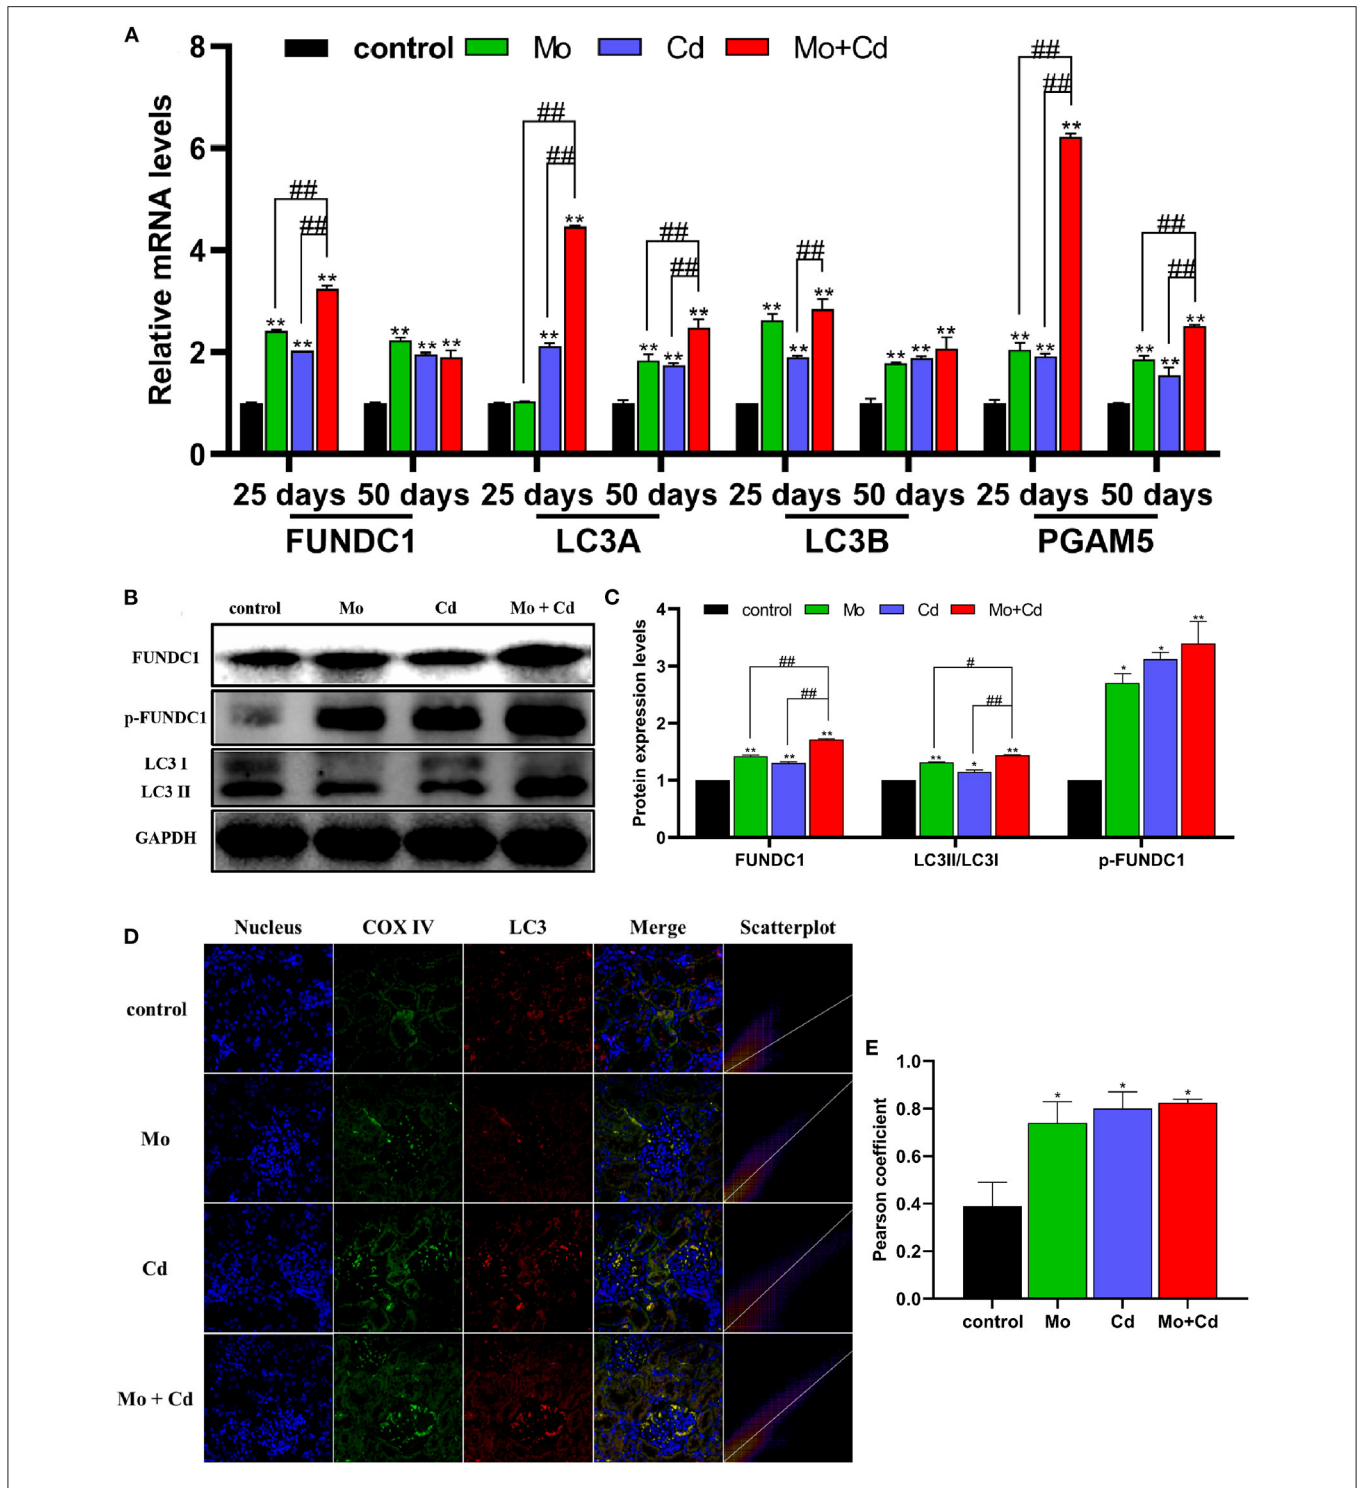 A
8
control Mo Cd Mo+Cd
6
4
2
0
Relative mRNA levels
##
##
**
**
**
**
**
**
##
##
**
**
##
##
**
**
**
##
**
**
**
**
**
**
##
##
**
**
**
##
##
**
**
**
25 days 50 days 25 days 50 days 25 days 50 days 25 days 50 days
FUNDC1 LC3A LC3B PGAM5
B
control Mo Cd Mo + Cd
FUNDC1
p-FUNDC1
LC3 I
LC3 II
GAPDH
C
control Mo Cd Mo+Cd
4
3
2
1
0
Protein expression levels
##
##
**
**
**
#
##
**
*
**
*
*
**
FUNDC1 LC3II/LC3I p-FUNDC1
D
Nucleus COX IV LC3 Merge Scatterplot
control
Mo
Cd
Mo + Cd
E
1.0
0.8
0.6
0.4
0.2
0.0
Pearson coefficient
*
*
*
control Mo Cd Mo+Cd